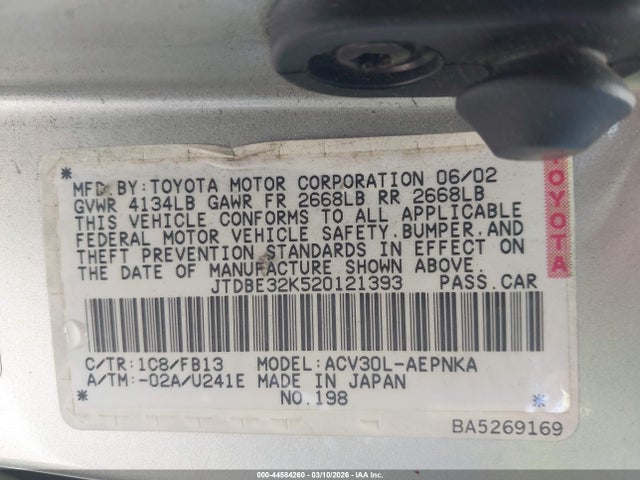 MFD BY:TOYOTA MOTOR CORPORATION 06/02
GVWR 4134LB GAWR FR 2668LB RR 2668LB
THIS VEHICLE CONFORMS TO ALL APPLICABLE
FEDERAL MOTOR VEHICLE SAFETY,BUMPER,AND
THEFT PREVENTION STANDARDS IN EFFECT ON
THE DATE OF MANUFACTURE SHOWN ABOVE.
JTDBE32K520121393 PASS.CAR
TOYOTA
C/TR:1C8/FB13 MODEL:ACV30L-AEPNKA
A/TM:-02A/U241E MADE IN JAPAN
* NO.198 *
BA5269169
000-44584260 - 03/10/2026 - IAA INC.